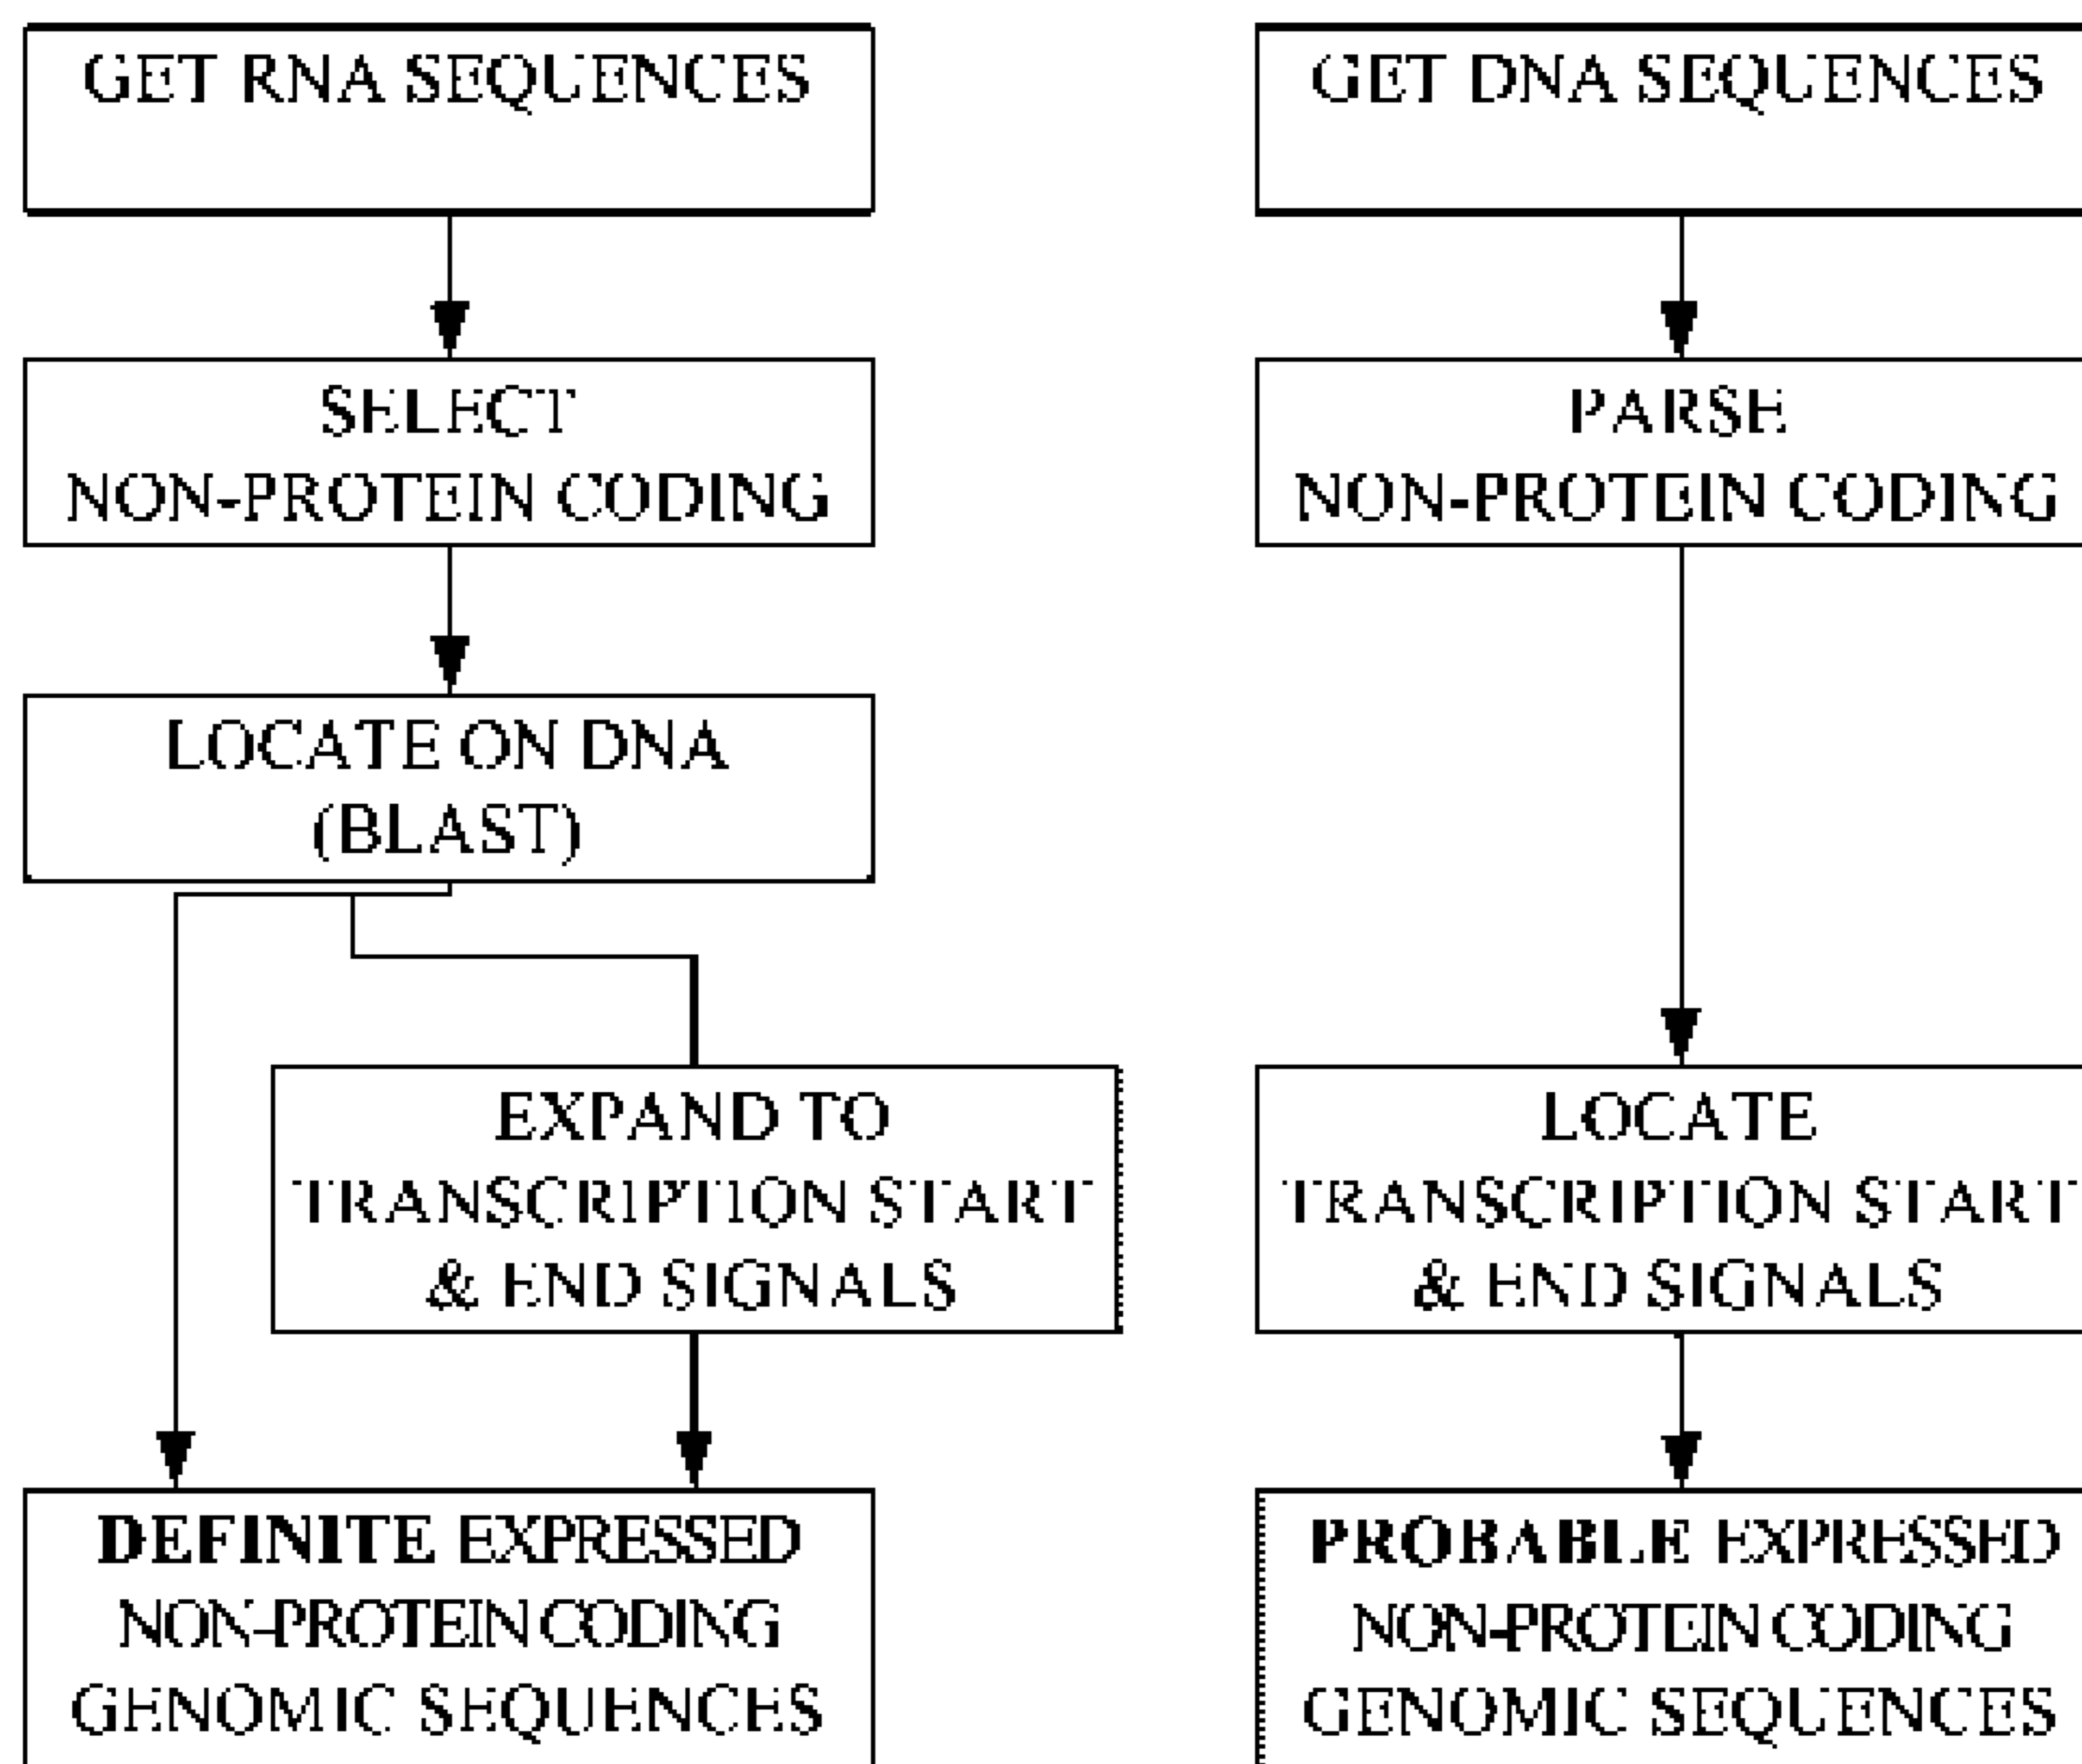 GET RNA SEQUENCES
SELECT
NON-PROTEIN CODING
LOCATE ON DNA
(BLAST)
EXPAND TO
TRANSCRIPTION START
& END SIGNALS
DEFINITE EXPRESSED
NON-PROTEIN CODING
GENOMIC SEQUENCES
GET DNA SEQUENCES
PARSE
NON-PROTEIN CODING
LOCATE
TRANSCRIPTION START
& END SIGNALS
PROBABLE EXPRESSED
NON-PROTEIN CODING
GENOMIC SEQUENCES